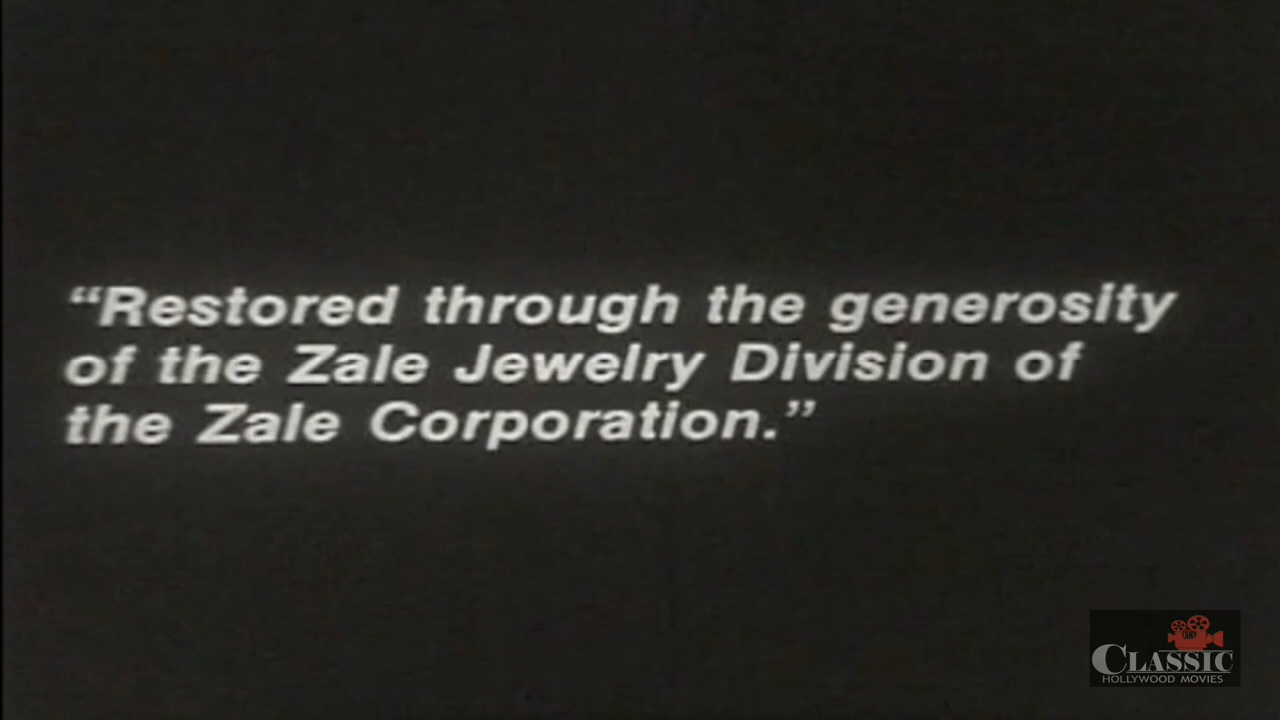 “Restored through the generosity
of the Zale Jewelry Division of
the Zale Corporation.”
CLASSIC
HOLLYWOOD MOVIES